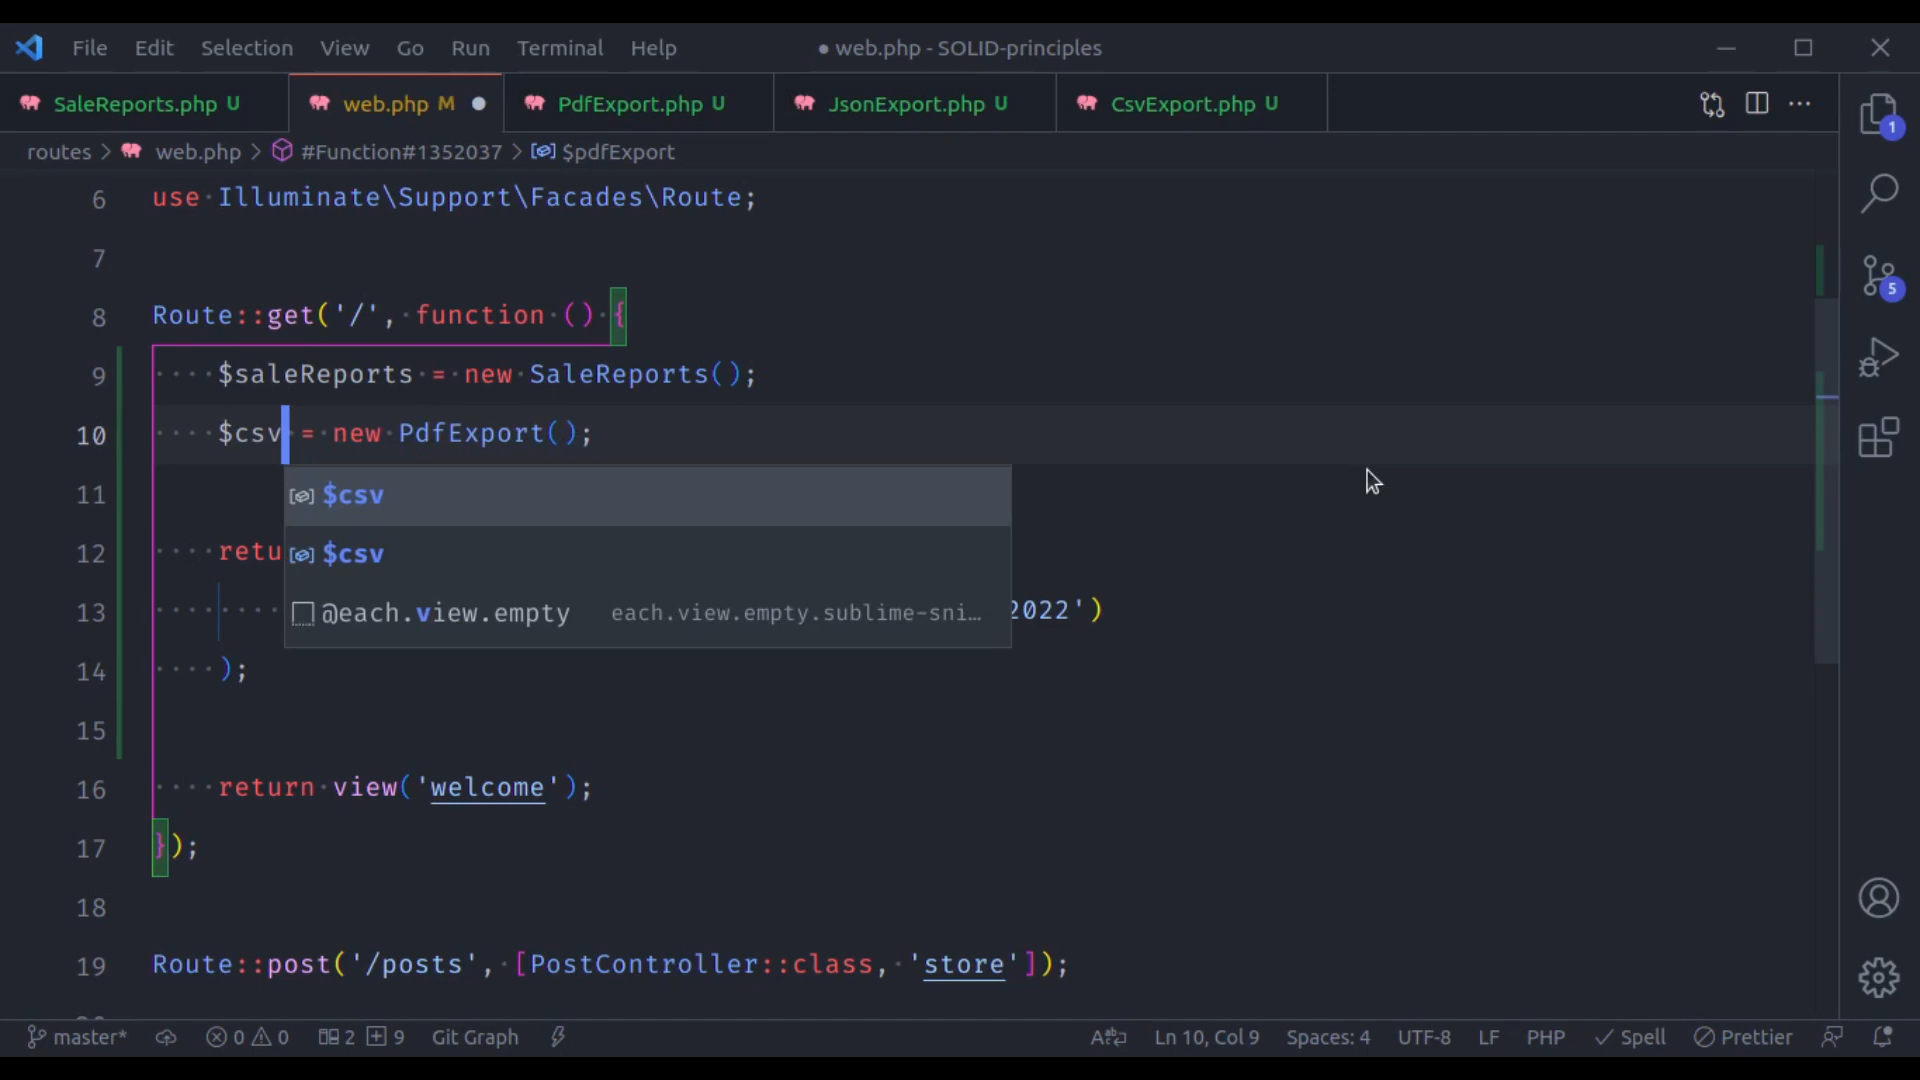 File Edit Selection View Go Run Terminal Help ● web.php - SOLID-principles
SaleReports.php U web.php M ● PdfExport.php U JsonExport.php U CsvExport.php U ···
routes > web.php > #Function#1352037 > $pdfExport
1
6 use Illuminate\Support\Facades\Route;
7
8 Route::get('/', function () {
5
9 $saleReports = new SaleReports();
10 $csv = new PdfExport();
11 $csv
12 retu $csv
13 @each.view.empty each.view.empty.sublime-sni… 2022')
14 );
15
16 return view('welcome');
17 });
18
19 Route::post('/posts', [PostController::class, 'store']);
master* 0 0 2 9 Git Graph Ln 10, Col 9 Spaces: 4 UTF-8 LF PHP Spell Prettier